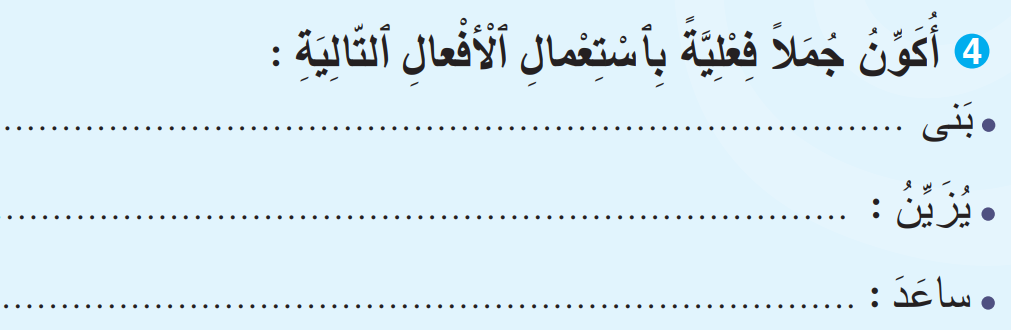 4 أُكَوِّنُ جُمَلاً فِعْلِيَّةً بِٱسْتِعْمالِ ٱلْأَفْعالِ ٱلتّالِيَةِ :
• بَنى ................................................................................
• يُزَيِّنُ : ................................................................................
• ساعَدَ : ................................................................................